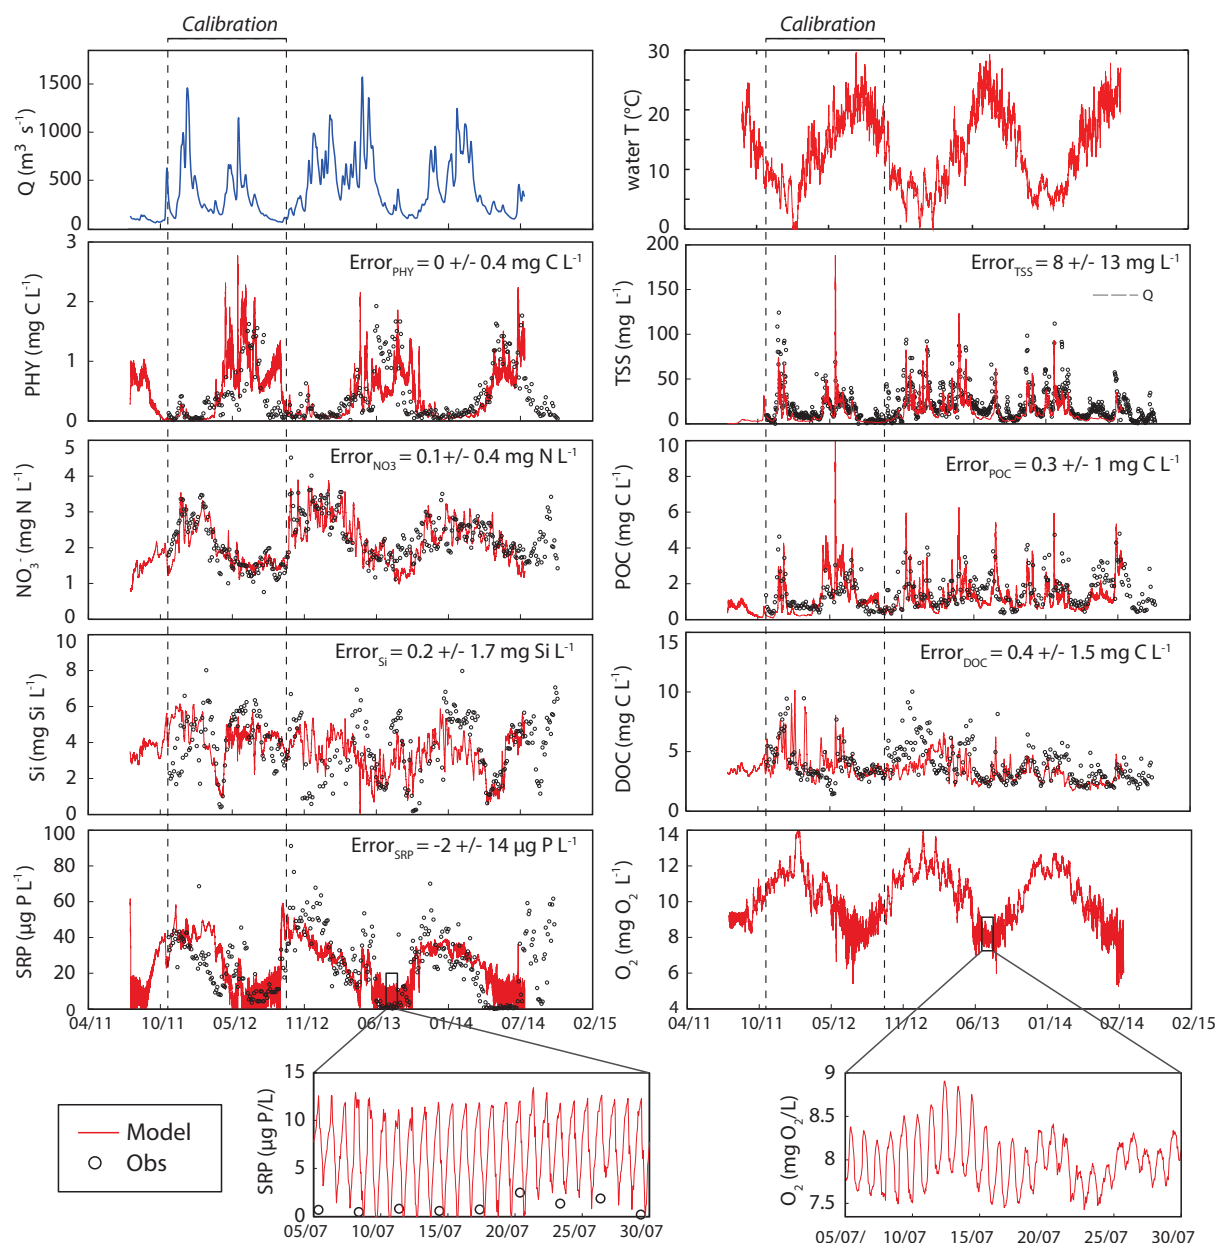 Calibration
Calibration
Q (m³ s⁻¹)
1500
1000
500
0
water T (°C)
30
20
10
0
PHY (mg C L⁻¹)
3
2
1
0
Error_PHY = 0 +/- 0.4 mg C L⁻¹
TSS (mg L⁻¹)
200
150
100
50
0
Error_TSS = 8 +/- 13 mg L⁻¹
Q
NO₃⁻ (mg N L⁻¹)
5
4
3
2
1
0
Error_NO3 = 0.1+/- 0.4 mg N L⁻¹
POC (mg C L⁻¹)
10
8
6
4
2
0
Error_POC = 0.3 +/- 1 mg C L⁻¹
Si (mg Si L⁻¹)
10
8
6
4
2
0
Error_Si = 0.2 +/- 1.7 mg Si L⁻¹
DOC (mg C L⁻¹)
15
10
5
0
Error_DOC = 0.4 +/- 1.5 mg C L⁻¹
SRP (µg P L⁻¹)
100
80
60
40
20
0
Error_SRP = -2 +/- 14 µg P L⁻¹
04/11 10/11 05/12 11/12 06/13 01/14 07/14 02/15
O₂ (mg O₂ L⁻¹)
14
12
10
8
6
4
04/11 10/11 05/12 11/12 06/13 01/14 07/14 02/15
Model
Obs
SRP (µg P/L)
15
10
5
0
05/07 10/07 15/07 20/07 25/07 30/07
O₂ (mg O₂/L)
9
8.5
8
7.5
05/07/ 10/07 15/07 20/07 25/07 30/07